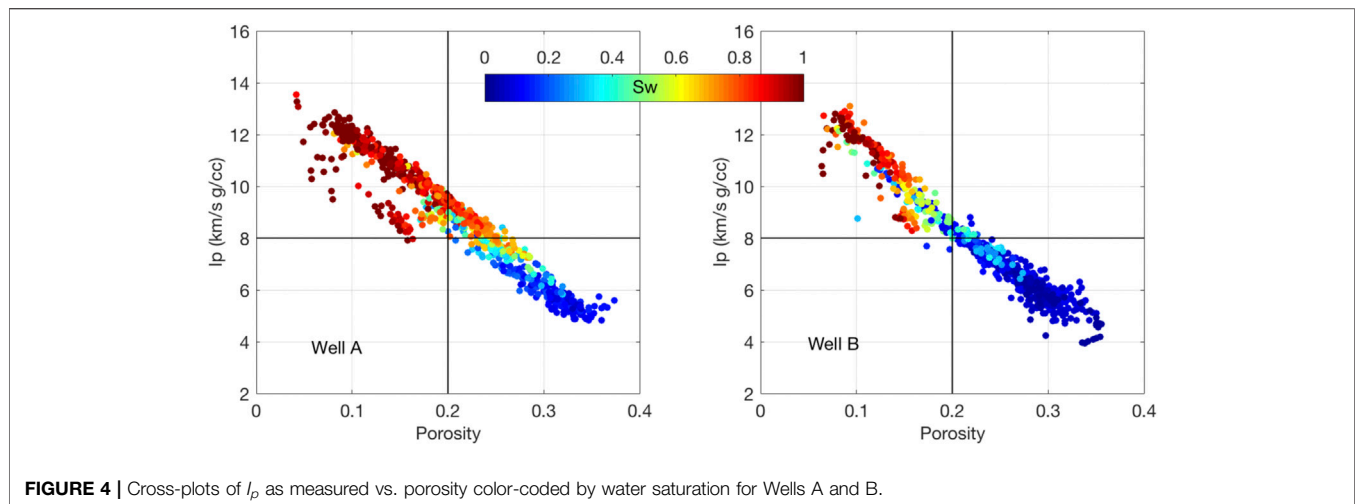 16
14
12
10
8
6
4
2
Ip (km/s g/cc)
0
0.1
0.2
0.3
0.4
Porosity
Well A
0 0.2 0.4 0.6 0.8 1
Sw
16
14
12
10
8
6
4
2
Ip (km/s g/cc)
0
0.1
0.2
0.3
0.4
Porosity
Well B
FIGURE 4 | Cross-plots of Ip as measured vs. porosity color-coded by water saturation for Wells A and B.